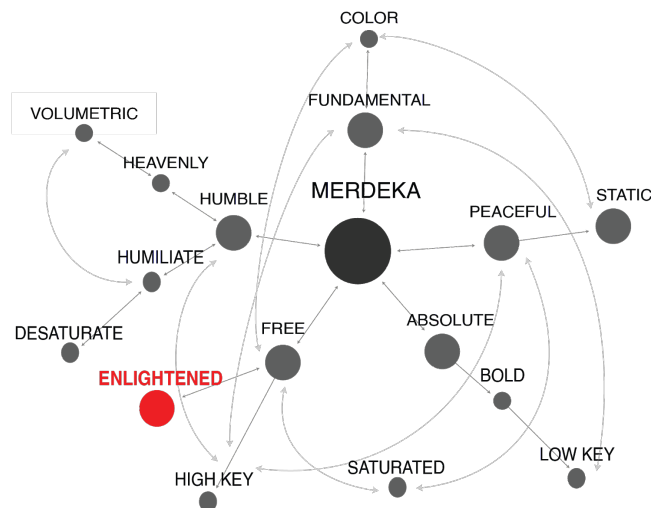 COLOR
FUNDAMENTAL
VOLUMETRIC
HEAVENLY
MERDEKA
STATIC
HUMBLE
PEACEFUL
HUMILIATE
ABSOLUTE
DESATURATE
FREE
ENLIGHTENED
BOLD
LOW KEY
SATURATED
HIGH KEY